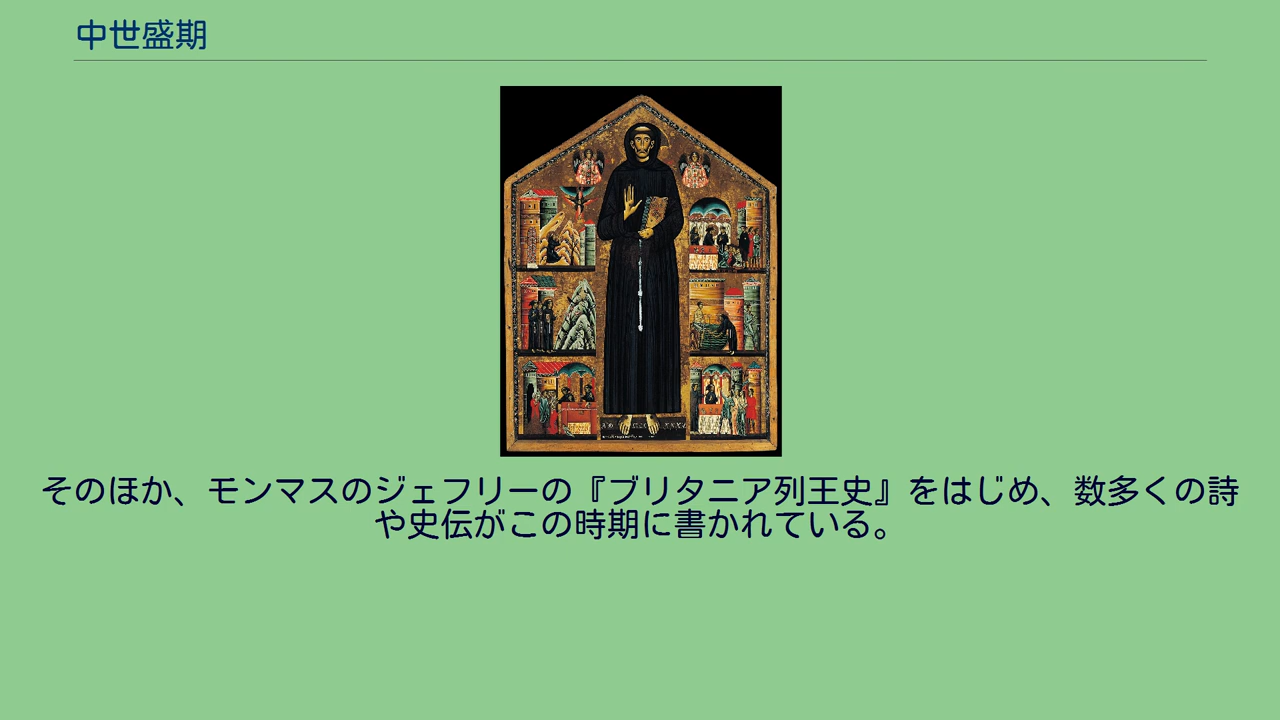 中世盛期
そのほか、モンマスのジェフリーの『ブリタニア列王史』をはじめ、数多くの詩
や史伝がこの時期に書かれている。